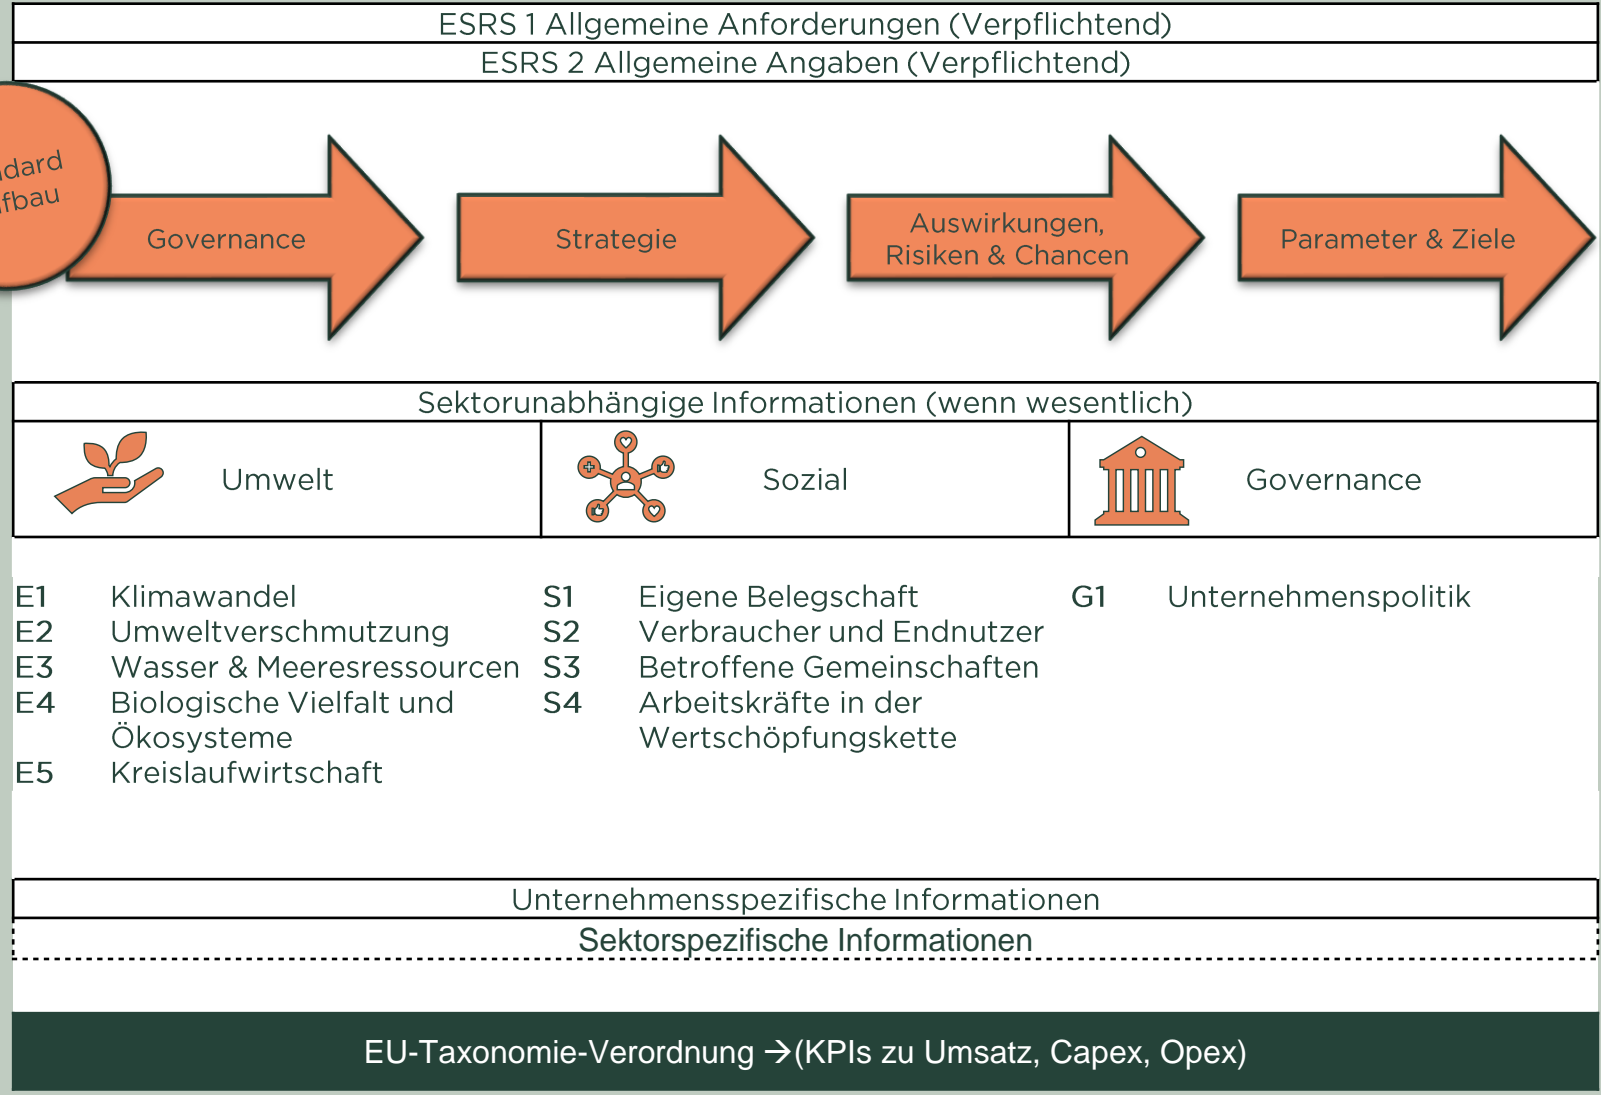 ESRS 1 Allgemeine Anforderungen (Verpflichtend)
ESRS 2 Allgemeine Angaben (Verpflichtend)
Governance
Strategie
Auswirkungen,
Risiken & Chancen
Parameter & Ziele
Sektorunabhängige Informationen (wenn wesentlich)
Umwelt
Sozial
Governance
E1 Klimawandel
E2 Umweltverschmutzung
E3 Wasser & Meeresressourcen
E4 Biologische Vielfalt und
Ökosysteme
E5 Kreislaufwirtschaft
S1 Eigene Belegschaft
S2 Verbraucher und Endnutzer
S3 Betroffene Gemeinschaften
S4 Arbeitskräfte in der
Wertschöpfungskette
G1 Unternehmenspolitik
Unternehmensspezifische Informationen
Sektorspezifische Informationen
EU-Taxonomie-Verordnung →(KPIs zu Umsatz, Capex, Opex)